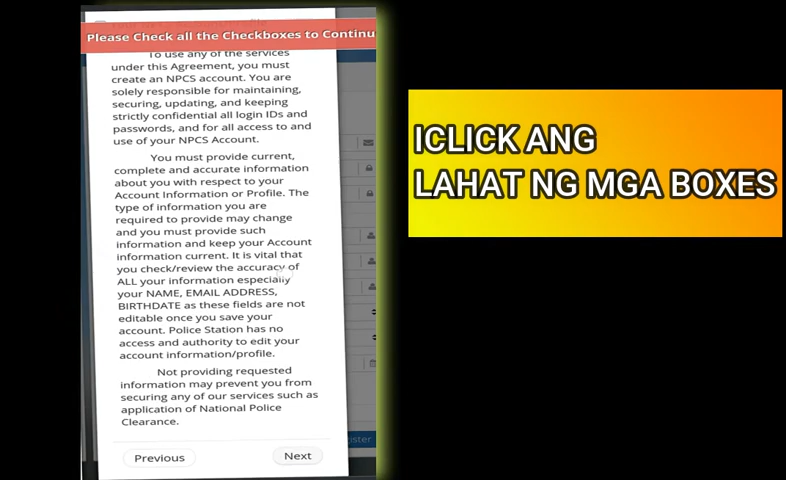 Please Check all the Checkboxes to Continu
To use any of the services
under this Agreement, you must
create an NPCS account. You are
solely responsible for maintaining,
securing, updating, and keeping
strictly confidential all login IDs and
passwords, and for all access to and
use of your NPCS Account.
You must provide current,
complete and accurate information
about you with respect to your
Account Information or Profile. The
type of information you are
required to provide may change
and you must provide such
information and keep your Account
information current. It is vital that
you check/review the accuracy of
ALL your information especially
your NAME, EMAIL ADDRESS,
BIRTHDATE as these fields are not
editable once you save your
account. Police Station has no
access and authority to edit your
account information/profile.
Not providing requested
information may prevent you from
securing any of our services such as
application of National Police
Clearance.
Previous
Next
ister
ICLICK ANG
LAHAT NG MGA BOXES